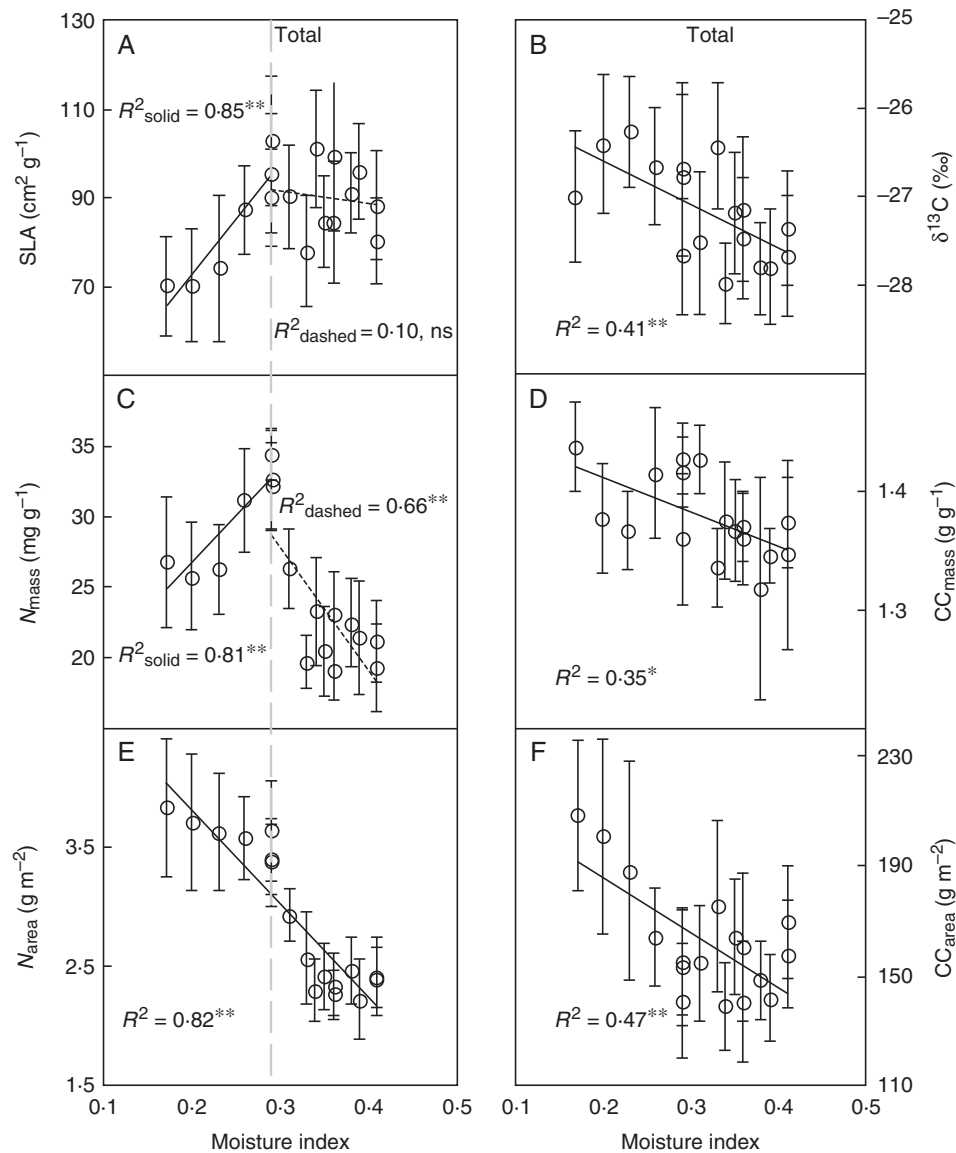 Total
Total
A
B
C
D
E
F
R²solid = 0·85**
R²dashed = 0·10, ns
R² = 0·41**
R²dashed = 0·66**
R²solid = 0·81**
R² = 0·35*
R² = 0·82**
R² = 0·47**
SLA (cm² g⁻¹)
130
110
90
70
δ¹³C (‰)
–25
–26
–27
–28
Nmass (mg g⁻¹)
35
30
25
20
CCmass (g g⁻¹)
1·4
1·3
Narea (g m⁻²)
3·5
2·5
1·5
CCarea (g m⁻²)
230
190
150
110
0·1 0·2 0·3 0·4 0·5
0·1 0·2 0·3 0·4 0·5
Moisture index
Moisture index